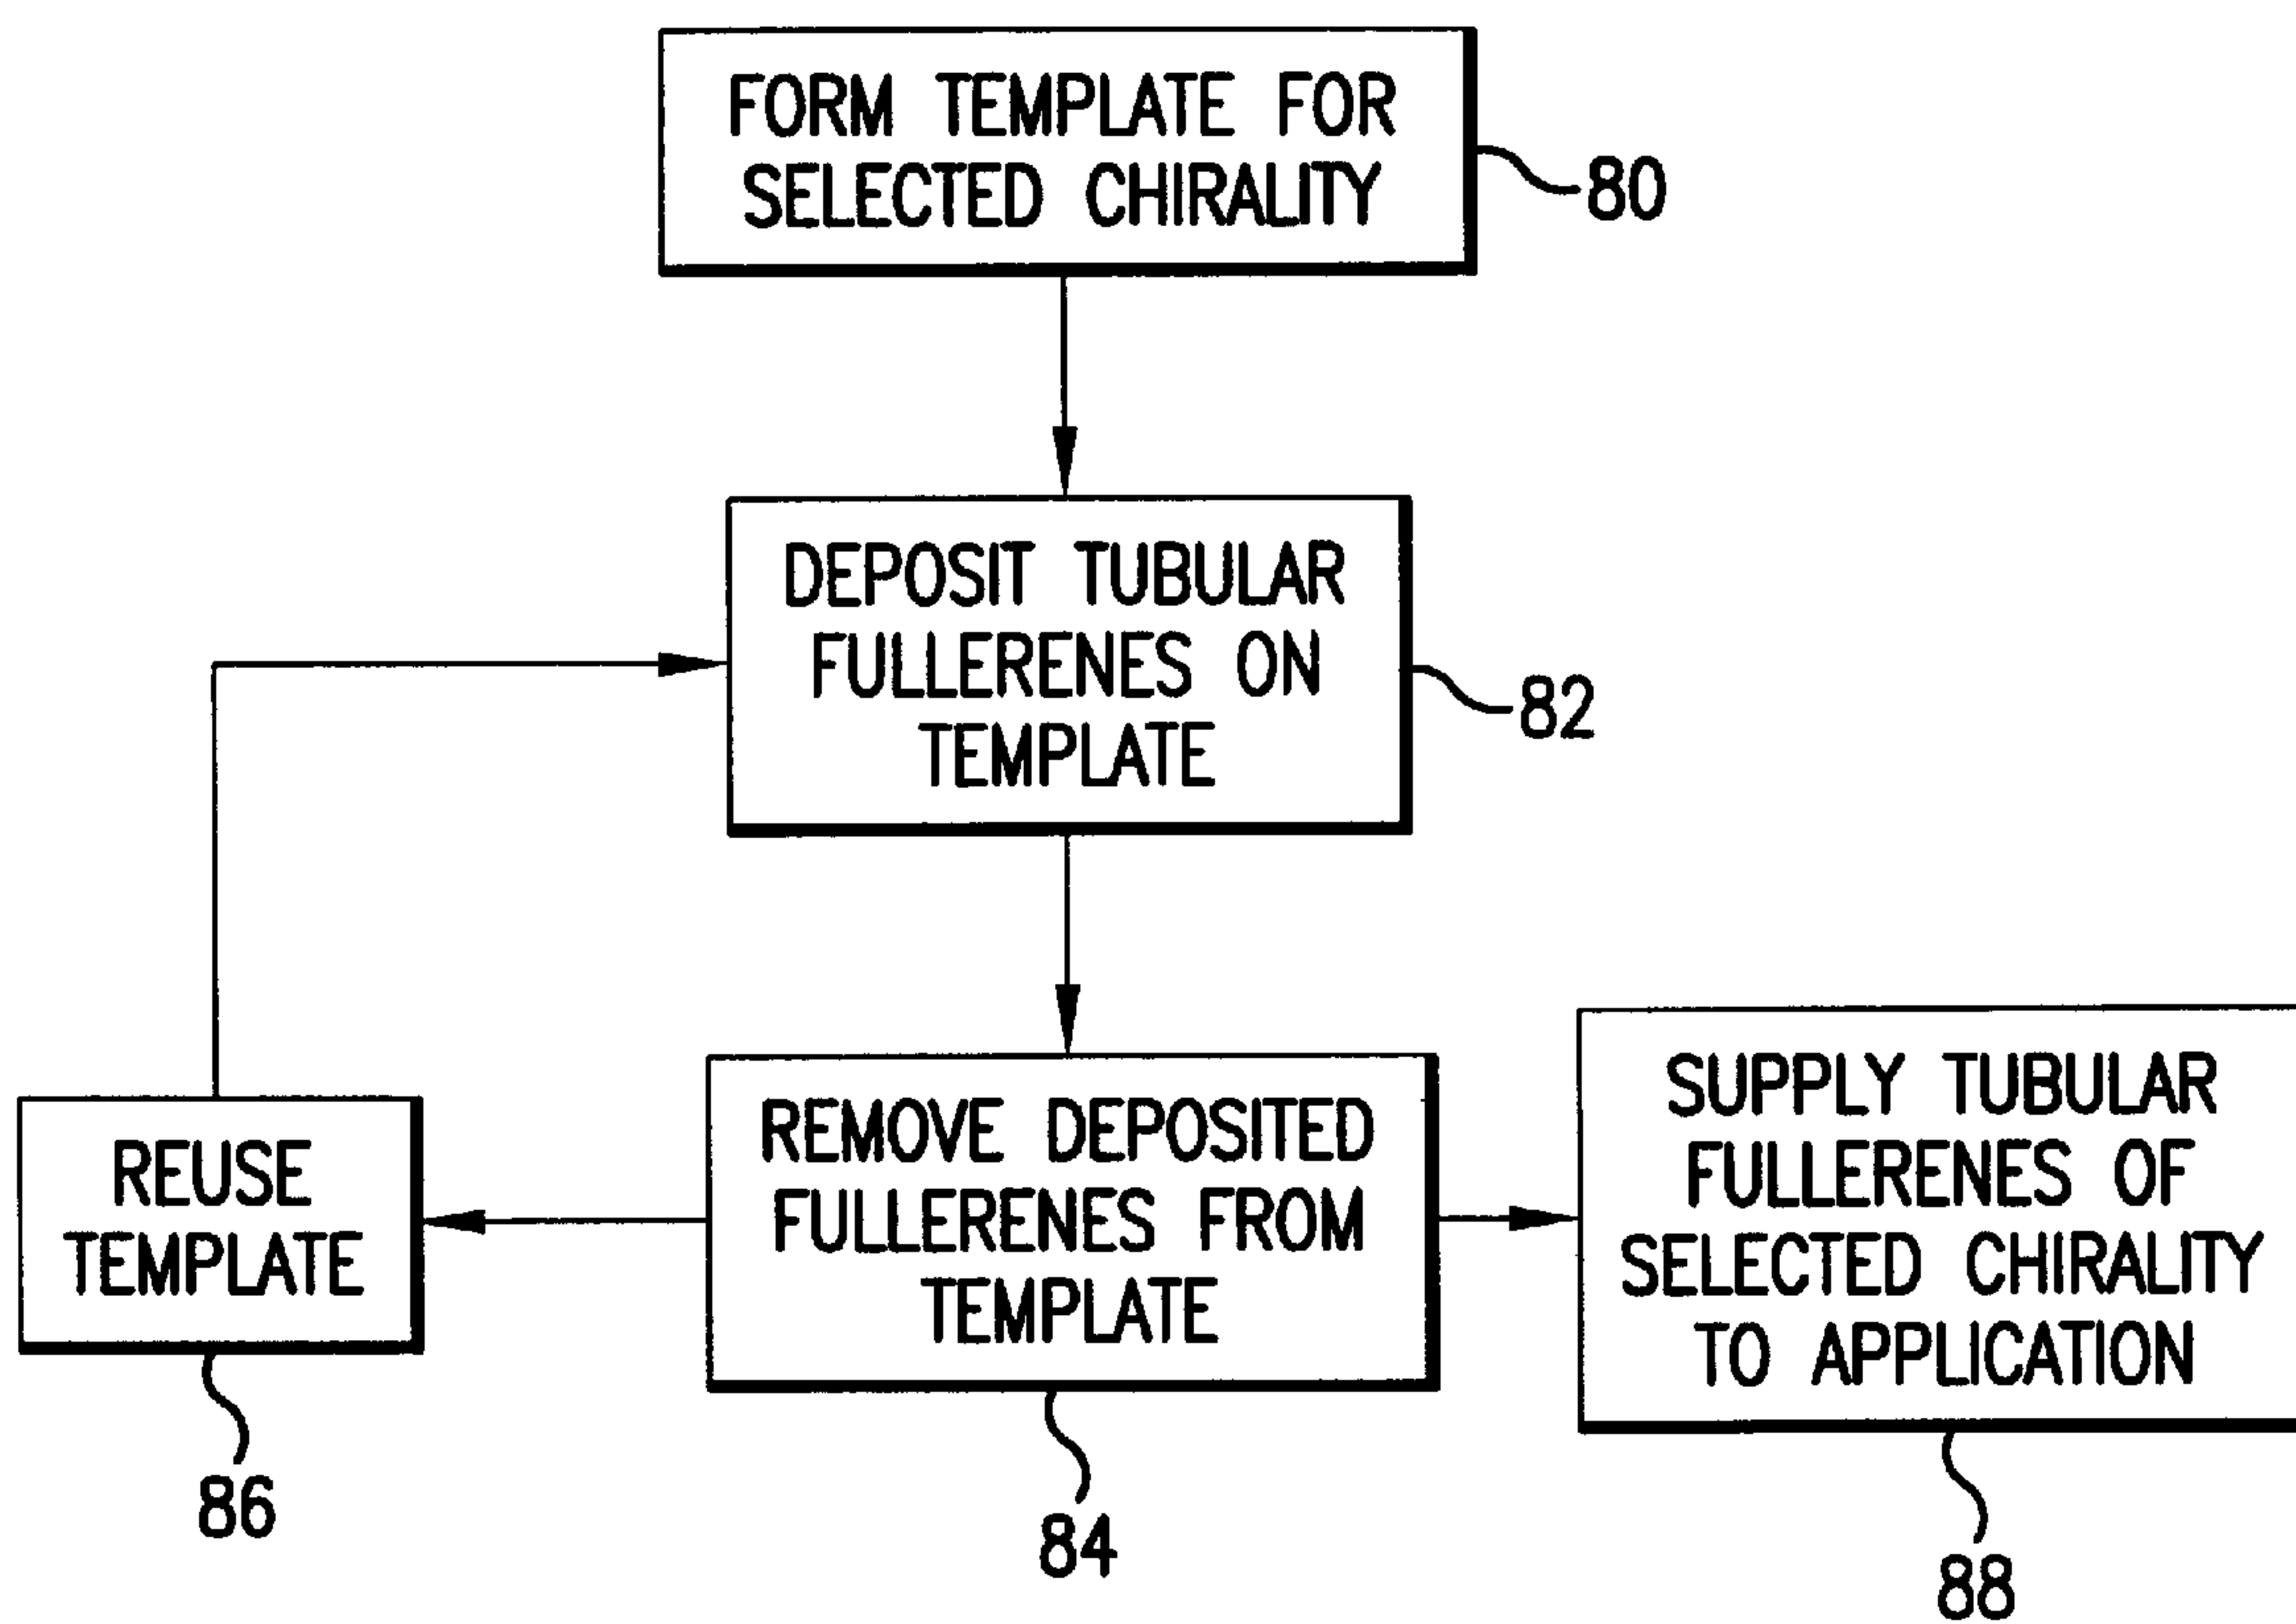 FORM TEMPLATE FOR
SELECTED CHIRALITY
80
DEPOSIT TUBULAR
FULLERENES ON
TEMPLATE
82
REUSE
TEMPLATE
86
REMOVE DEPOSITED
FULLERENES FROM
TEMPLATE
84
SUPPLY TUBULAR
FULLERENES OF
SELECTED CHIRALITY
TO APPLICATION
88